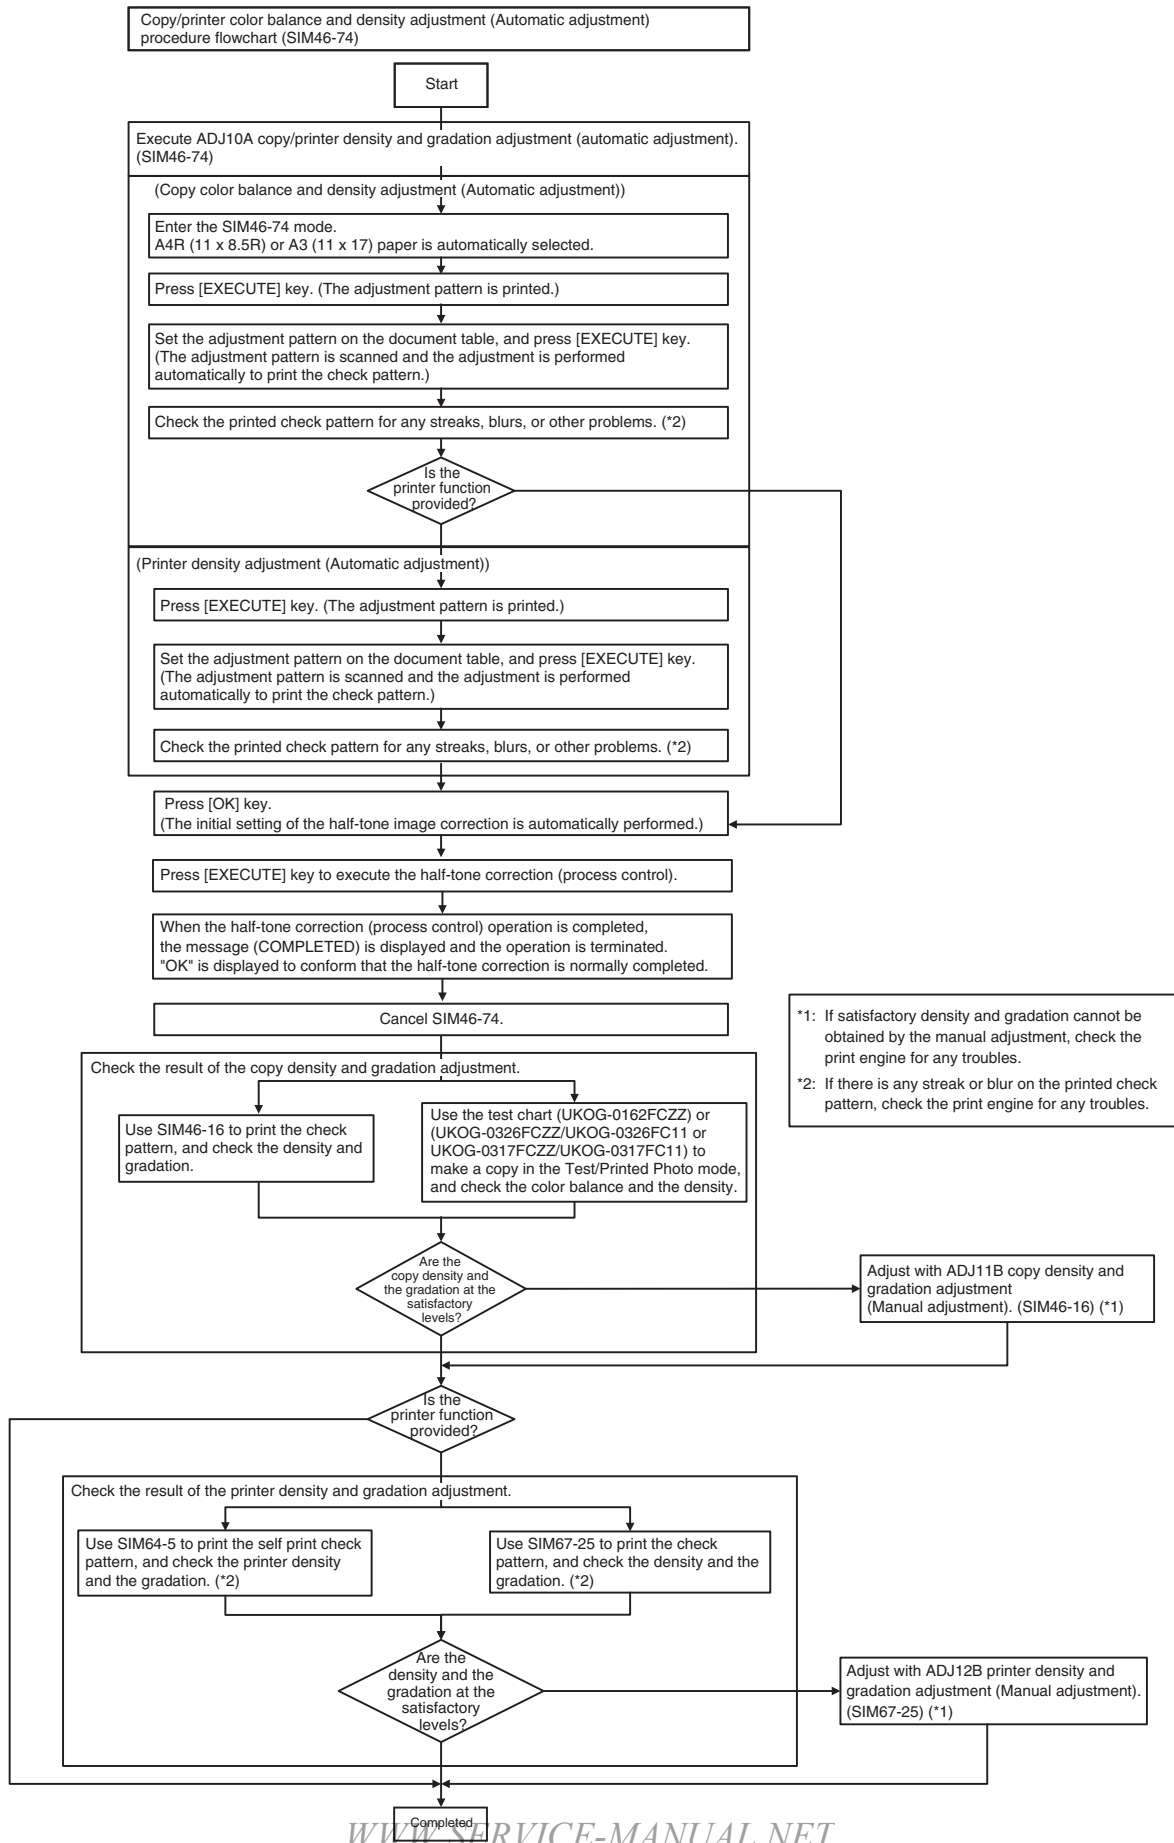 Copy/printer color balance and density adjustment (Automatic adjustment)
procedure flowchart (SIM46-74)
Start
Execute ADJ10A copy/printer density and gradation adjustment (automatic adjustment).
(SIM46-74)
(Copy color balance and density adjustment (Automatic adjustment))
Enter the SIM46-74 mode.
A4R (11 x 8.5R) or A3 (11 x 17) paper is automatically selected.
Press [EXECUTE] key. (The adjustment pattern is printed.)
Set the adjustment pattern on the document table, and press [EXECUTE] key.
(The adjustment pattern is scanned and the adjustment is performed
automatically to print the check pattern.)
Check the printed check pattern for any streaks, blurs, or other problems. (*2)
Is the
printer function
provided?
(Printer density adjustment (Automatic adjustment))
Press [EXECUTE] key. (The adjustment pattern is printed.)
Set the adjustment pattern on the document table, and press [EXECUTE] key.
(The adjustment pattern is scanned and the adjustment is performed
automatically to print the check pattern.)
Check the printed check pattern for any streaks, blurs, or other problems. (*2)
Press [OK] key.
(The initial setting of the half-tone image correction is automatically performed.)
Press [EXECUTE] key to execute the half-tone correction (process control).
When the half-tone correction (process control) operation is completed,
the message (COMPLETED) is displayed and the operation is terminated.
"OK" is displayed to conform that the half-tone correction is normally completed.
Cancel SIM46-74.
*1: If satisfactory density and gradation cannot be
obtained by the manual adjustment, check the
print engine for any troubles.
*2: If there is any streak or blur on the printed check
pattern, check the print engine for any troubles.
Check the result of the copy density and gradation adjustment.
Use SIM46-16 to print the check
pattern, and check the density and
gradation.
Use the test chart (UKOG-0162FCZZ) or
(UKOG-0326FCZZ/UKOG-0326FC11 or
UKOG-0317FCZZ/UKOG-0317FC11) to
make a copy in the Test/Printed Photo mode,
and check the color balance and the density.
Are the
copy density and
the gradation at the
satisfactory
levels?
Adjust with ADJ11B copy density and
gradation adjustment
(Manual adjustment). (SIM46-16) (*1)
Is the
printer function
provided?
Check the result of the printer density and gradation adjustment.
Use SIM64-5 to print the self print check
pattern, and check the printer density
and the gradation. (*2)
Use SIM67-25 to print the check
pattern, and check the density and the
gradation. (*2)
Are the
density and the
gradation at the
satisfactory
levels?
Adjust with ADJ12B printer density and
gradation adjustment (Manual adjustment).
(SIM67-25) (*1)
Completed
WWW.SERVICE-MANUAL.NET